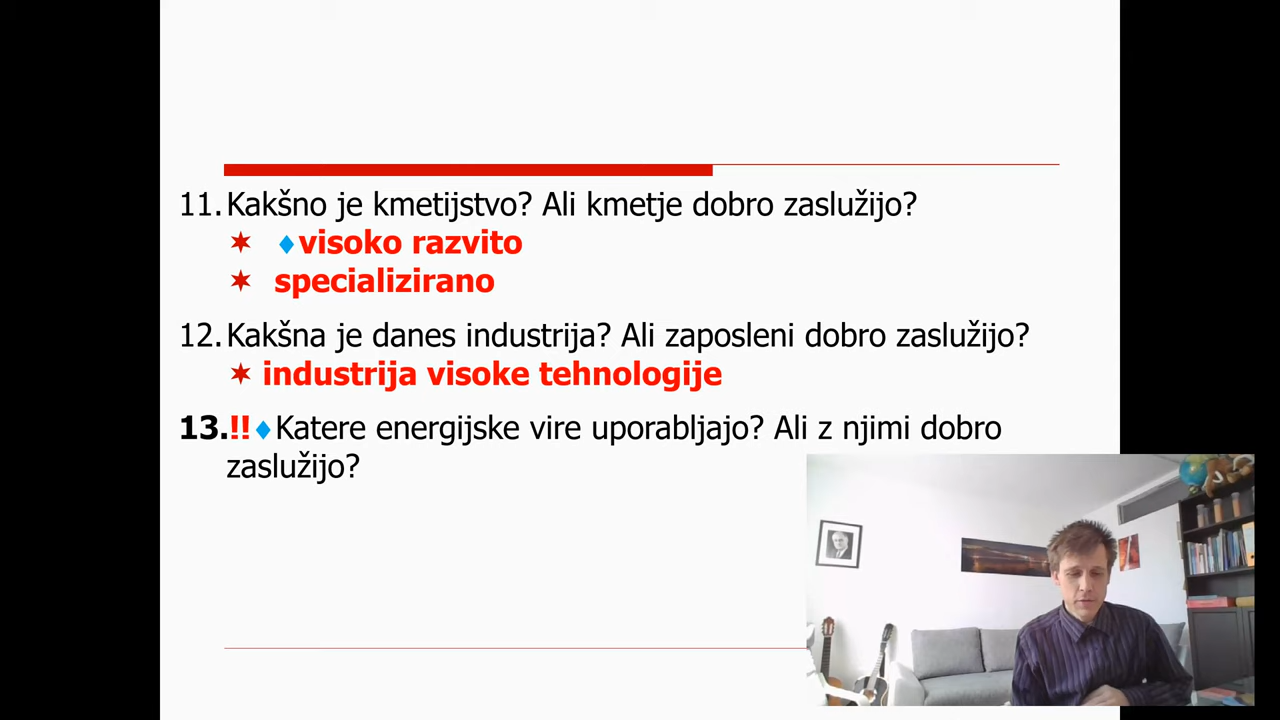 11. Kakšno je kmetijstvo? Ali kmetje dobro zaslužijo?
visoko razvito
specializirano
12. Kakšna je danes industrija? Ali zaposleni dobro zaslužijo?
industrija visoke tehnologije
13. !! Katere energijske vire uporabljajo? Ali z njimi dobro
zaslužijo?